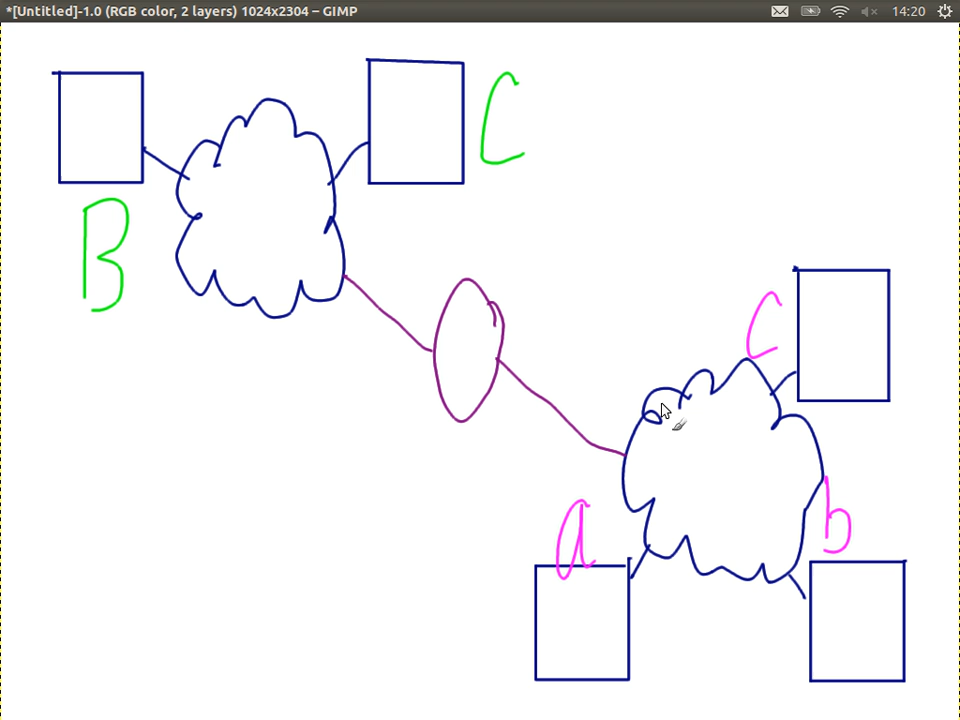 *[Untitled]-1.0 (RGB color, 2 layers) 1024x2304 – GIMP
14:20
C
B
C
a
b